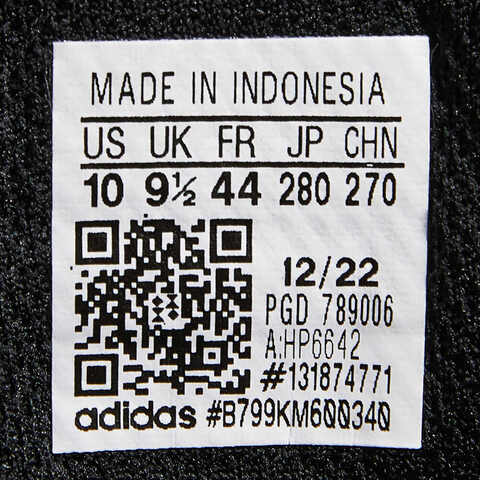 MADE IN INDONESIA
US UK FR JP CHN
10 9½ 44 280 270
12/22
PGD 789006
A:HP6642
#131874771
adidas #B799KM600340